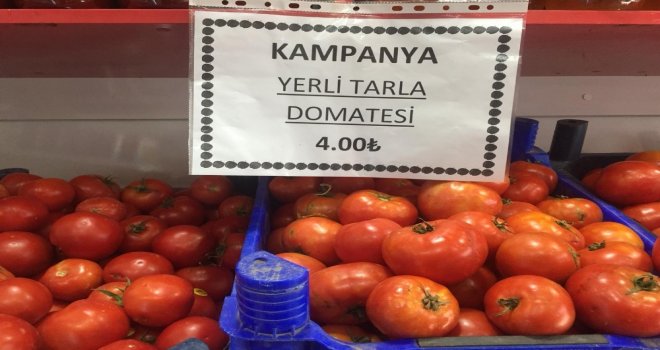 KAMPANYA
YERLİ TARLA
DOMATESİ
4.00₺